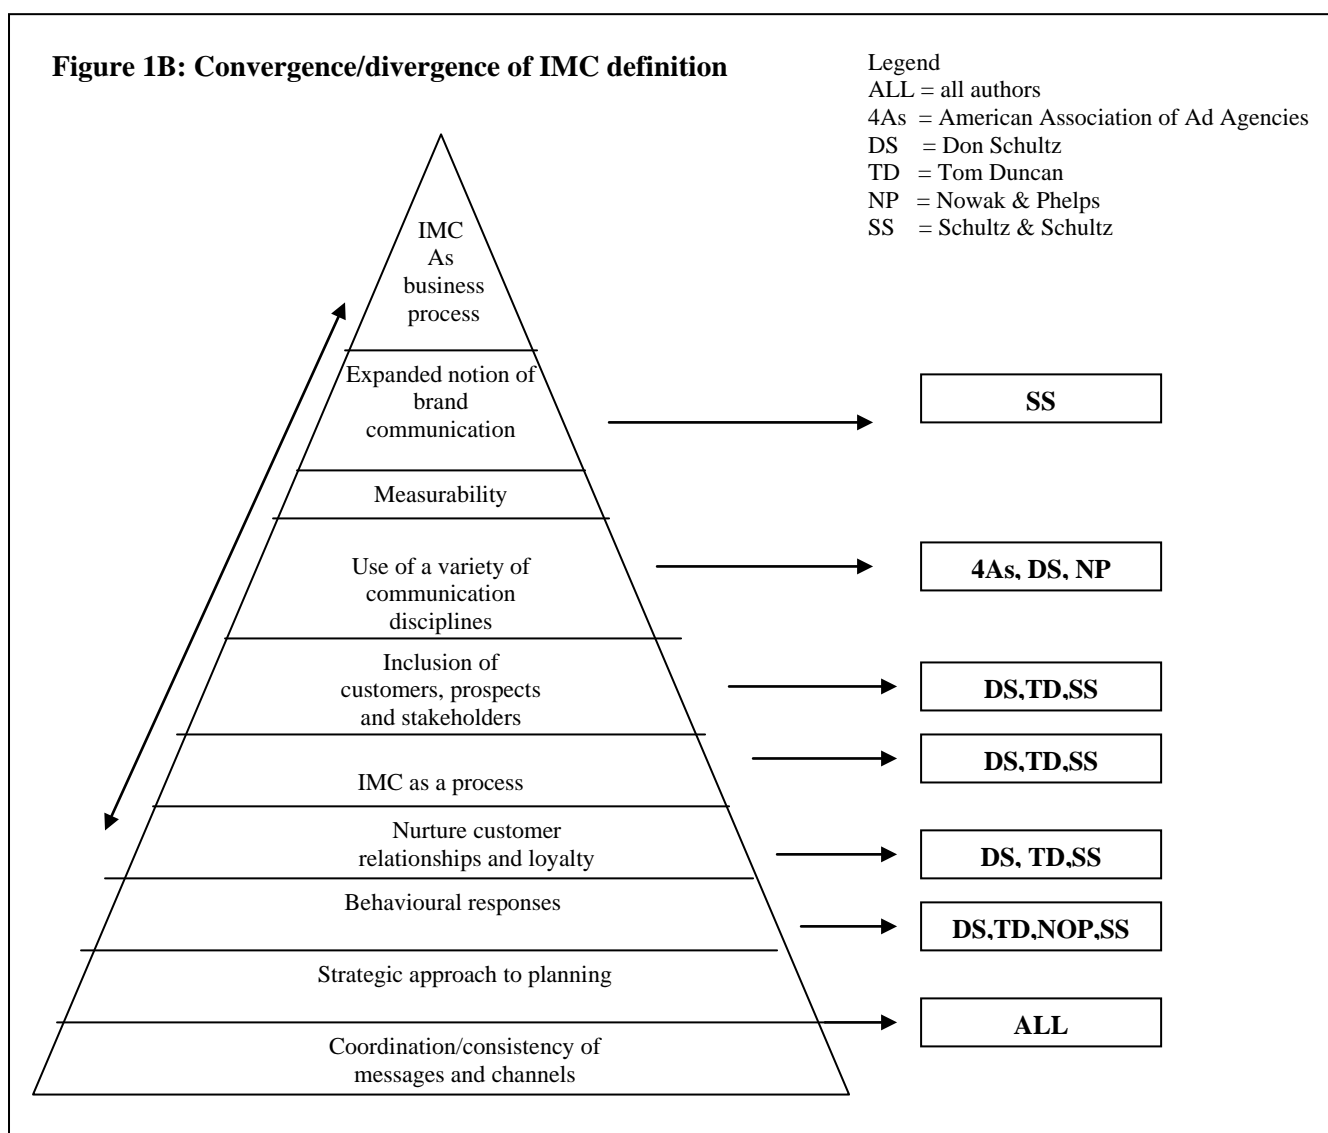 Figure 1B: Convergence/divergence of IMC definition
Legend
ALL = all authors
4As = American Association of Ad Agencies
DS = Don Schultz
TD = Tom Duncan
NP = Nowak & Phelps
SS = Schultz & Schultz
IMC
As
business
process
Expanded notion of
brand
communication
SS
Measurability
Use of a variety of
communication
disciplines
4As, DS, NP
Inclusion of
customers, prospects
and stakeholders
DS,TD,SS
IMC as a process
DS,TD,SS
Nurture customer
relationships and loyalty
DS, TD,SS
Behavioural responses
DS,TD,NOP,SS
Strategic approach to planning
ALL
Coordination/consistency of
messages and channels